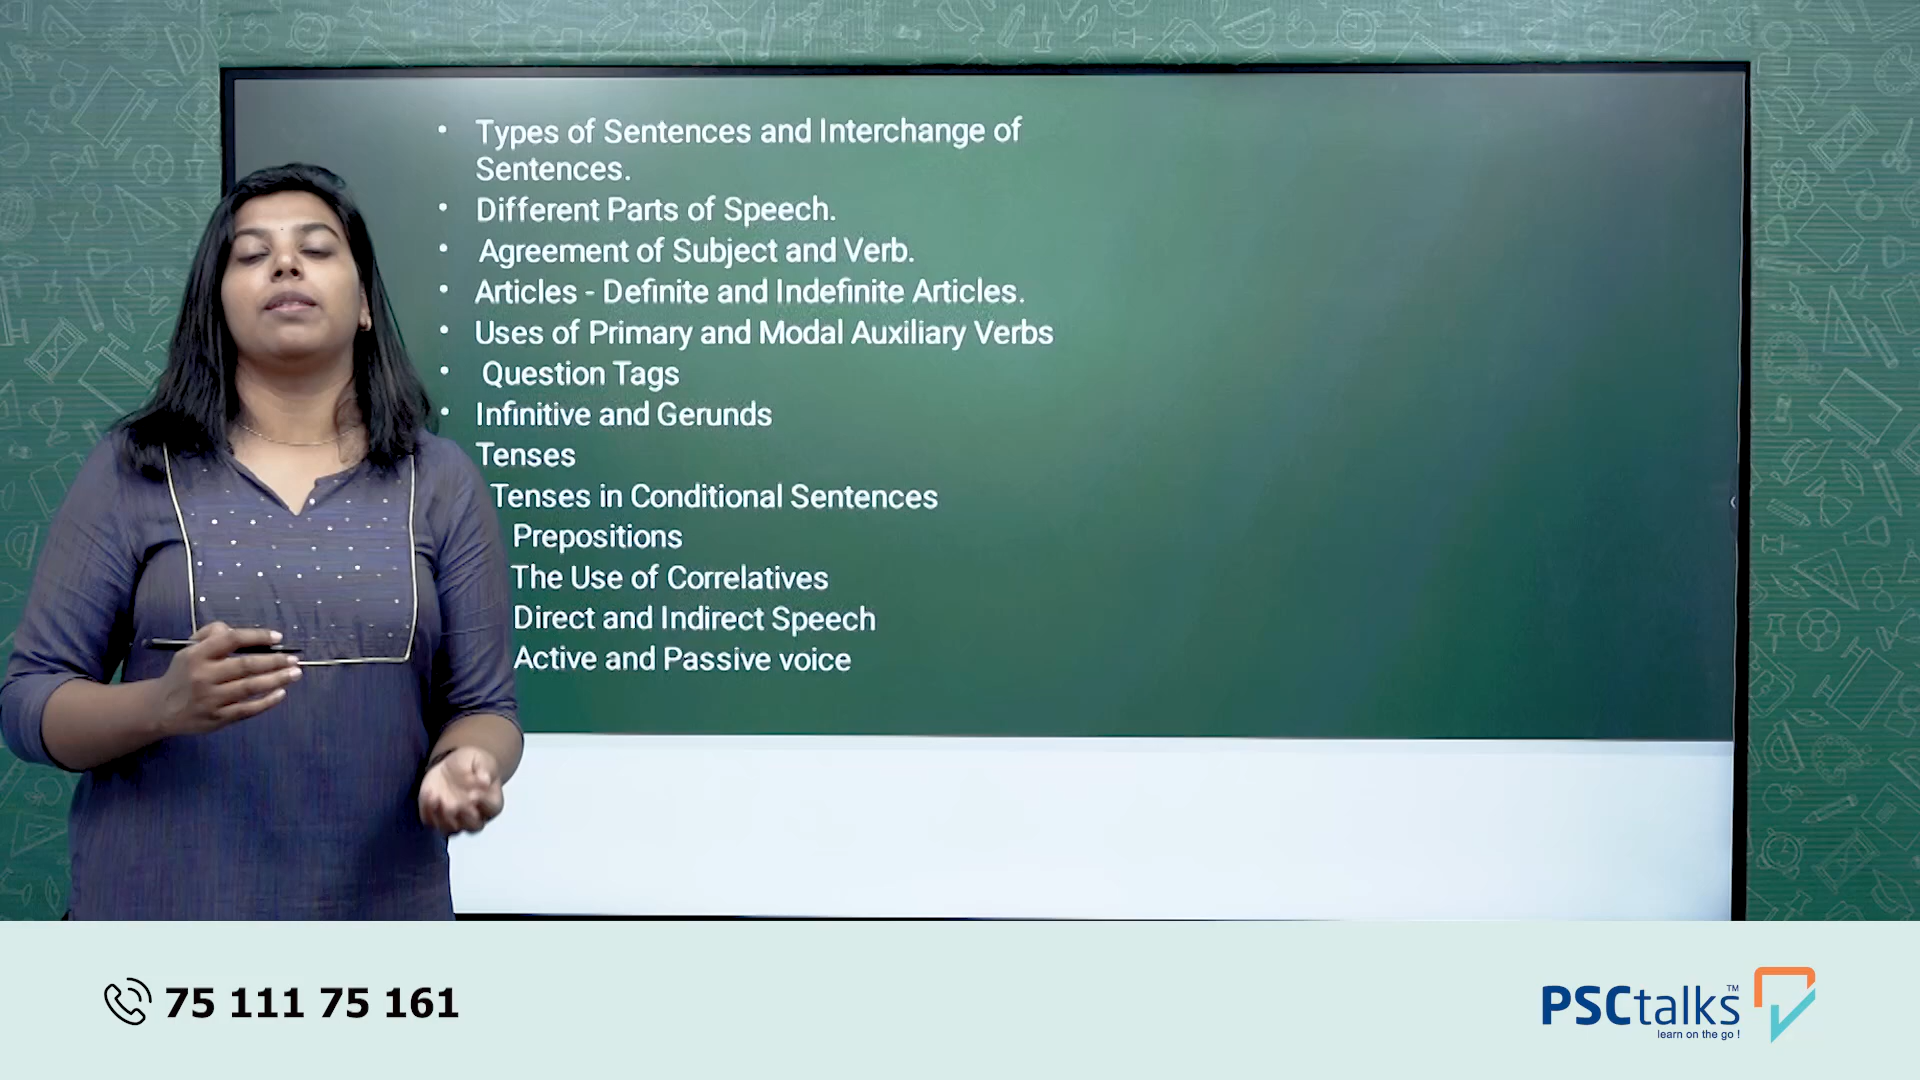 • Types of Sentences and Interchange of
Sentences.
• Different Parts of Speech.
• Agreement of Subject and Verb.
• Articles - Definite and Indefinite Articles.
• Uses of Primary and Modal Auxiliary Verbs
• Question Tags
• Infinitive and Gerunds
Tenses
Tenses in Conditional Sentences
Prepositions
The Use of Correlatives
Direct and Indirect Speech
Active and Passive voice
75 111 75 161
PSCtalks™
learn on the go !